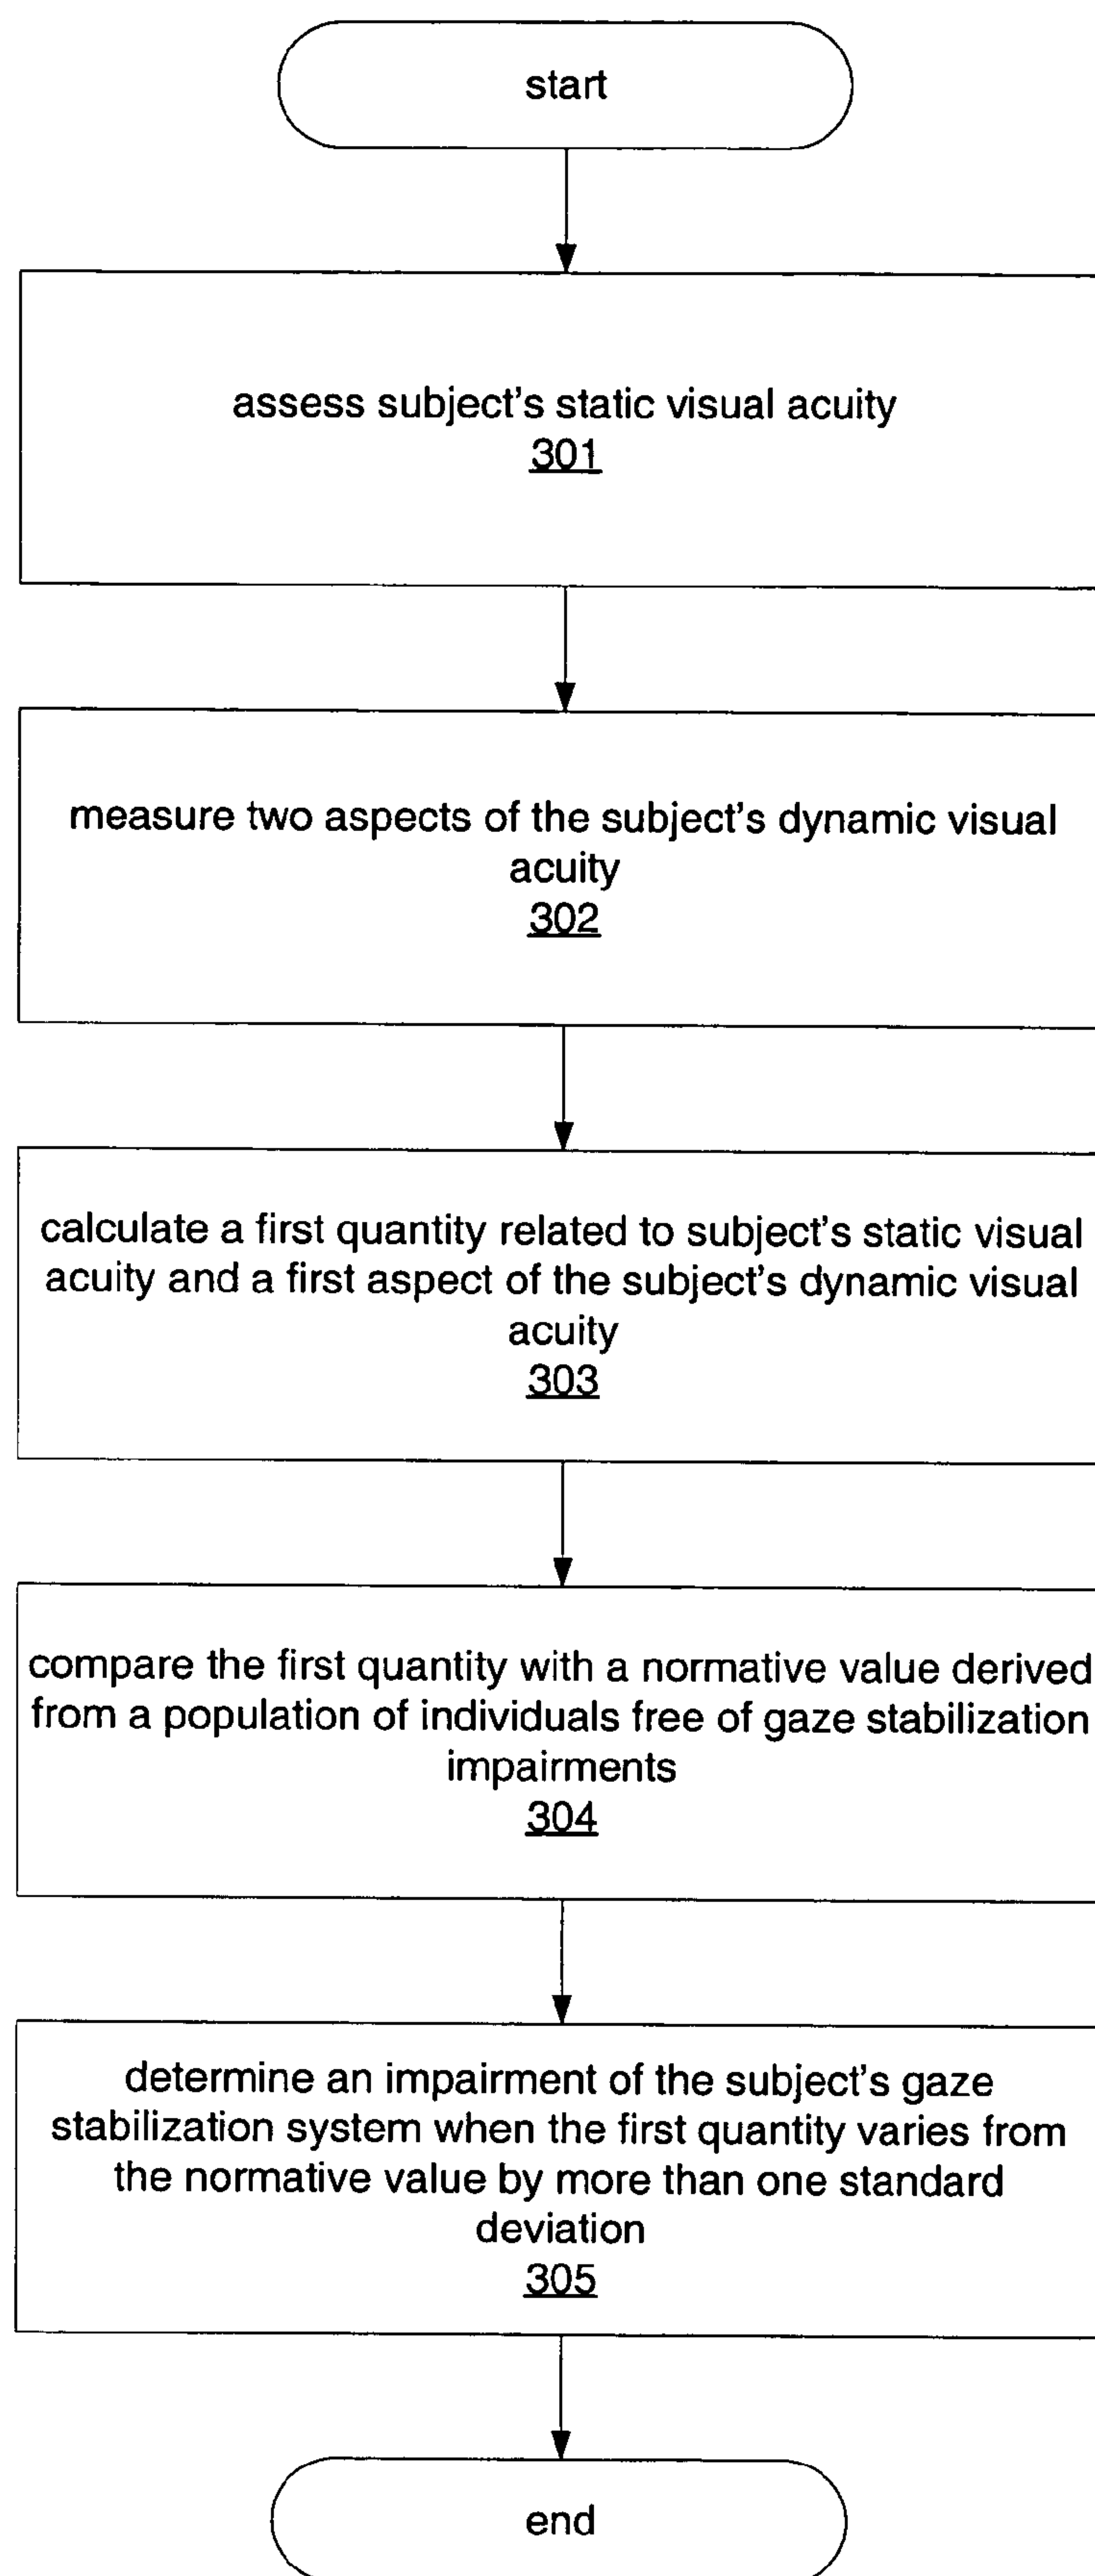 start
assess subject's static visual acuity
301
measure two aspects of the subject's dynamic visual
acuity
302
calculate a first quantity related to subject's static visual
acuity and a first aspect of the subject's dynamic visual
acuity
303
compare the first quantity with a normative value derived
from a population of individuals free of gaze stabilization
impairments
304
determine an impairment of the subject's gaze
stabilization system when the first quantity varies from
the normative value by more than one standard
deviation
305
end